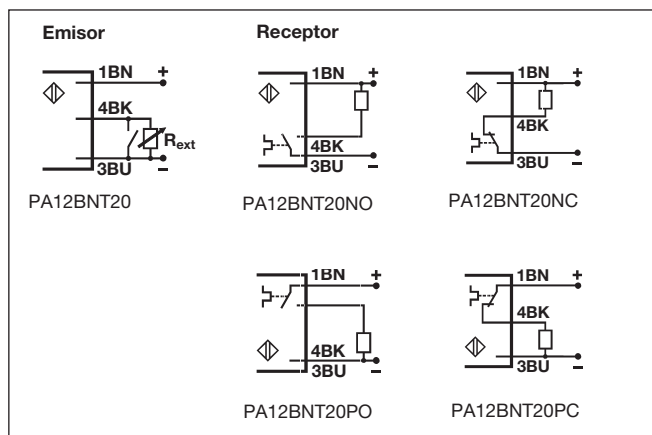 Emisor
Receptor
1BN +
4BK
Rext
3BU –
PA12BNT20
1BN +
4BK
3BU –
PA12BNT20NO
1BN +
4BK
3BU –
PA12BNT20NC
1BN +
4BK
3BU –
PA12BNT20PO
1BN +
4BK
3BU –
PA12BNT20PC